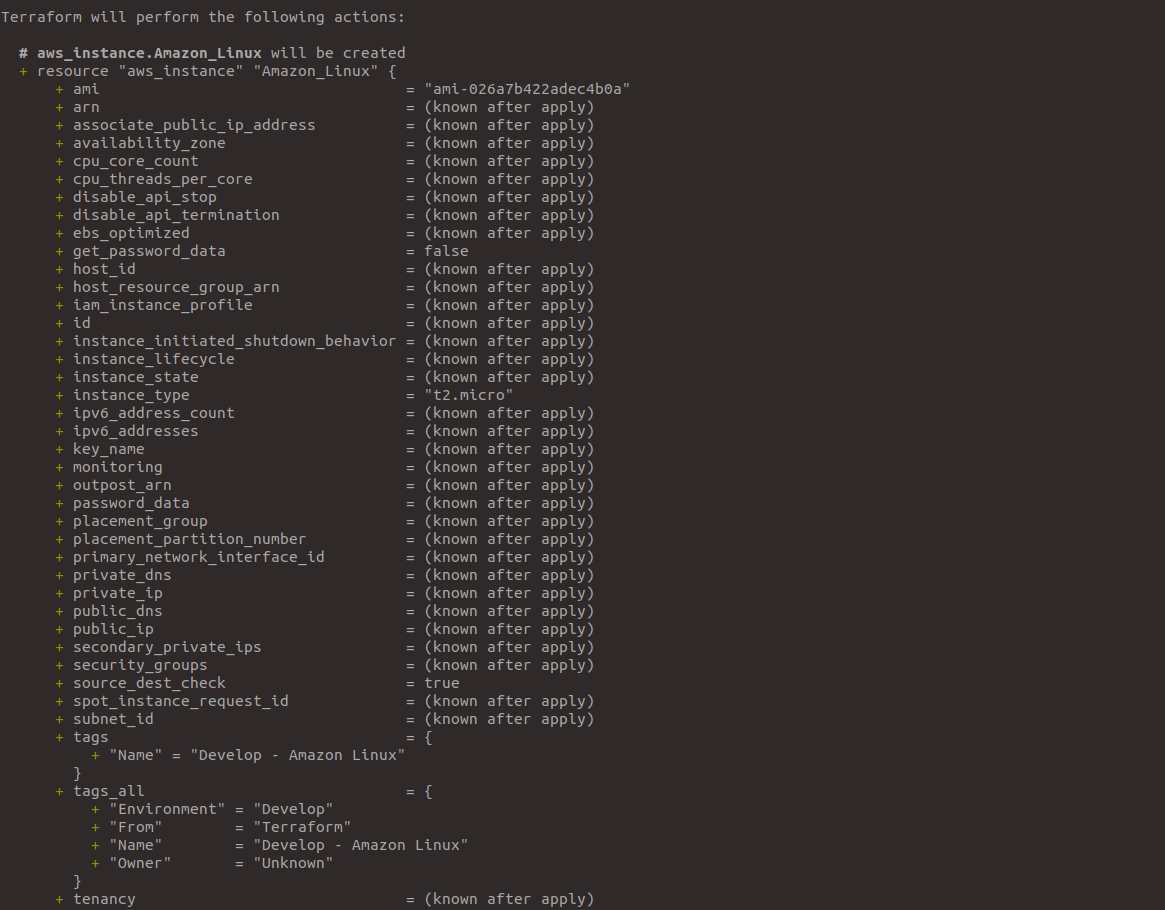 Terraform will perform the following actions:
# aws_instance.Amazon_Linux will be created
+ resource "aws_instance" "Amazon_Linux" {
+ ami = "ami-026a7b422adec4b0a"
+ arn = (known after apply)
+ associate_public_ip_address = (known after apply)
+ availability_zone = (known after apply)
+ cpu_core_count = (known after apply)
+ cpu_threads_per_core = (known after apply)
+ disable_api_stop = (known after apply)
+ disable_api_termination = (known after apply)
+ ebs_optimized = (known after apply)
+ get_password_data = false
+ host_id = (known after apply)
+ host_resource_group_arn = (known after apply)
+ iam_instance_profile = (known after apply)
+ id = (known after apply)
+ instance_initiated_shutdown_behavior = (known after apply)
+ instance_lifecycle = (known after apply)
+ instance_state = (known after apply)
+ instance_type = "t2.micro"
+ ipv6_address_count = (known after apply)
+ ipv6_addresses = (known after apply)
+ key_name = (known after apply)
+ monitoring = (known after apply)
+ outpost_arn = (known after apply)
+ password_data = (known after apply)
+ placement_group = (known after apply)
+ placement_partition_number = (known after apply)
+ primary_network_interface_id = (known after apply)
+ private_dns = (known after apply)
+ private_ip = (known after apply)
+ public_dns = (known after apply)
+ public_ip = (known after apply)
+ secondary_private_ips = (known after apply)
+ security_groups = (known after apply)
+ source_dest_check = true
+ spot_instance_request_id = (known after apply)
+ subnet_id = (known after apply)
+ tags = {
+ "Name" = "Develop - Amazon Linux"
}
+ tags_all = {
+ "Environment" = "Develop"
+ "From" = "Terraform"
+ "Name" = "Develop - Amazon Linux"
+ "Owner" = "Unknown"
}
+ tenancy = (known after apply)